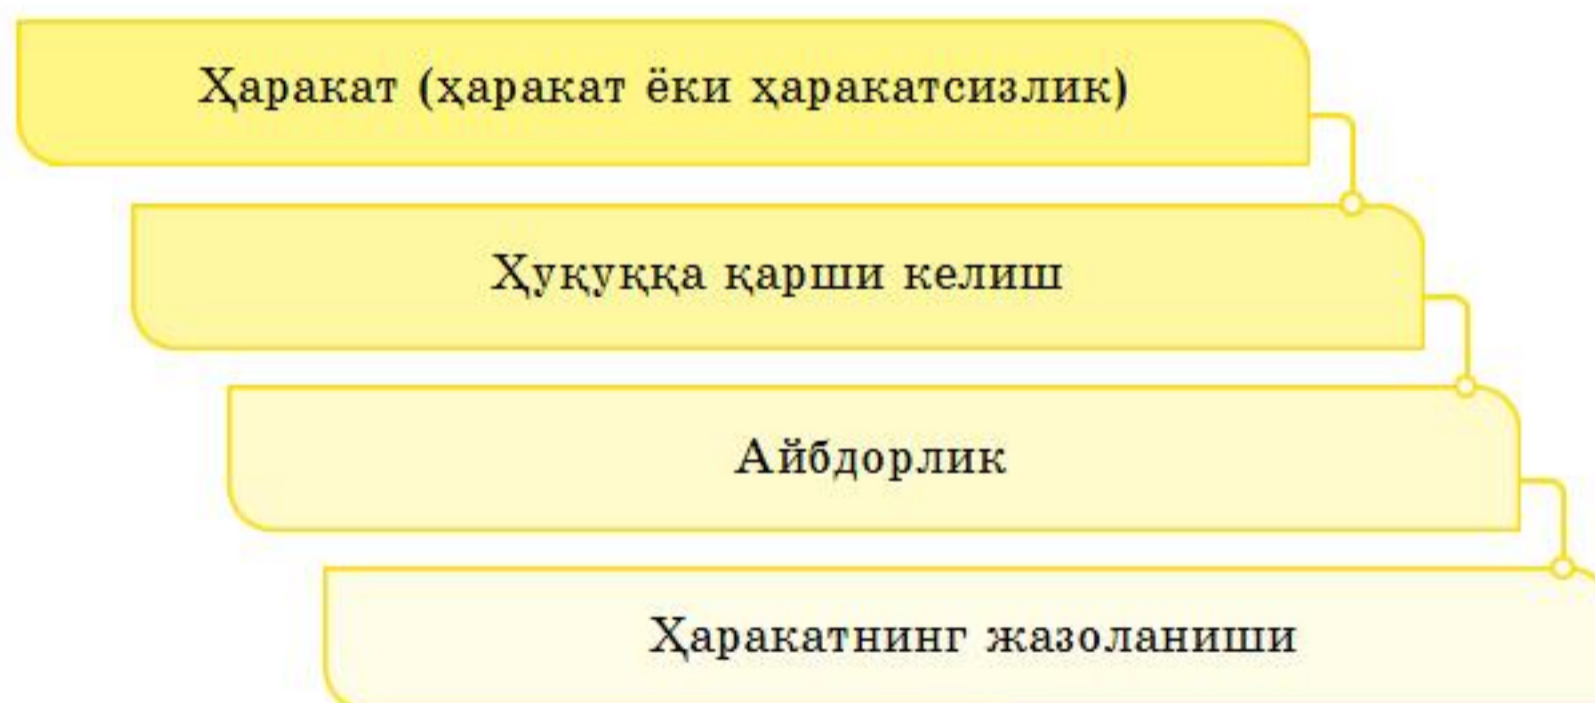 Ҳаракат (ҳаракат ёки ҳаракатсизлик)
Ҳуқуққа қарши келиш
Айбдорлик
Ҳаракатнинг жазоланиши